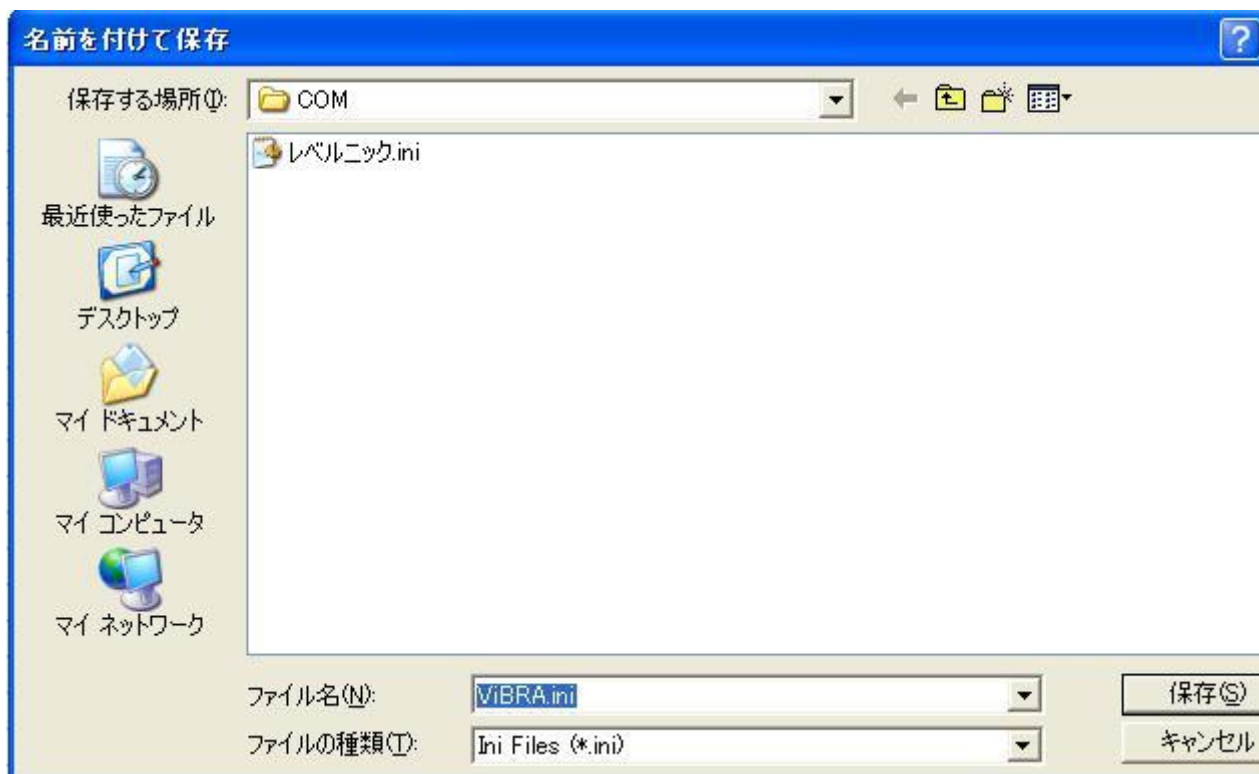 名前を付けて保存
?
保存する場所(I):
COM
レベルニック.ini
最近使ったファイル
デスクトップ
マイ ドキュメント
マイ コンピュータ
マイ ネットワーク
ファイル名(N):
ViBRA.ini
保存(S)
ファイルの種類(T):
Ini Files (*.ini)
キャンセル